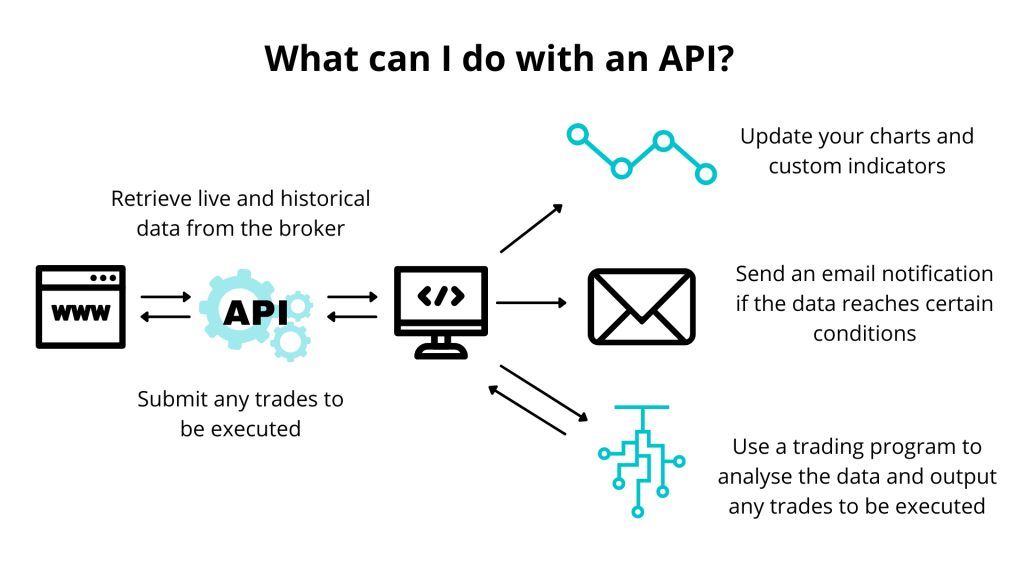 What can I do with an API?
Retrieve live and historical
data from the broker
www
API
</>
Submit any trades to
be executed
Update your charts and
custom indicators
Send an email notification
if the data reaches certain
conditions
Use a trading program to
analyse the data and output
any trades to be executed